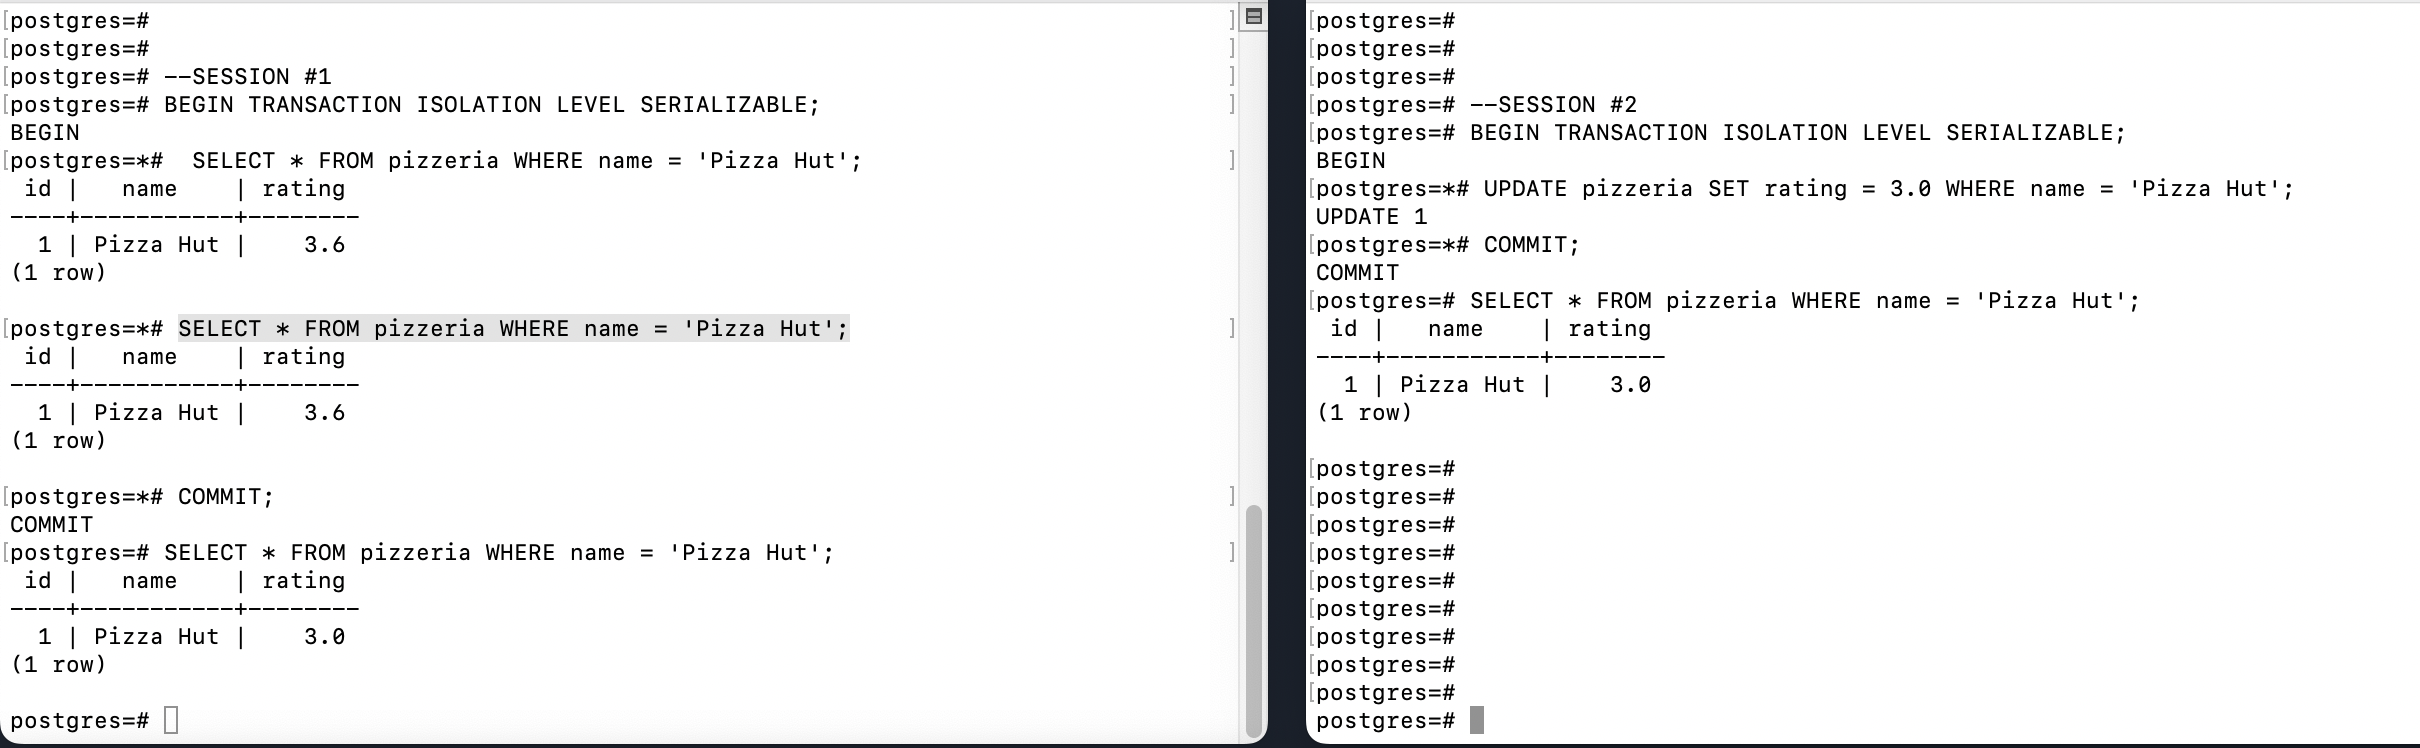 postgres=#
postgres=#
postgres=# --SESSION #1
postgres=# BEGIN TRANSACTION ISOLATION LEVEL SERIALIZABLE;
BEGIN
postgres=*#  SELECT * FROM pizzeria WHERE name = 'Pizza Hut';
 id |   name    | rating
----+-----------+--------
  1 | Pizza Hut |    3.6
(1 row)
postgres=*# SELECT * FROM pizzeria WHERE name = 'Pizza Hut';
 id |   name    | rating
----+-----------+--------
  1 | Pizza Hut |    3.6
(1 row)
postgres=*# COMMIT;
COMMIT
postgres=# SELECT * FROM pizzeria WHERE name = 'Pizza Hut';
 id |   name    | rating
----+-----------+--------
  1 | Pizza Hut |    3.0
(1 row)
postgres=#
postgres=#
postgres=#
postgres=#
postgres=# --SESSION #2
postgres=# BEGIN TRANSACTION ISOLATION LEVEL SERIALIZABLE;
BEGIN
postgres=*# UPDATE pizzeria SET rating = 3.0 WHERE name = 'Pizza Hut';
UPDATE 1
postgres=*# COMMIT;
COMMIT
postgres=# SELECT * FROM pizzeria WHERE name = 'Pizza Hut';
 id |   name    | rating
----+-----------+--------
  1 | Pizza Hut |    3.0
(1 row)
postgres=#
postgres=#
postgres=#
postgres=#
postgres=#
postgres=#
postgres=#
postgres=#
postgres=#
postgres=#